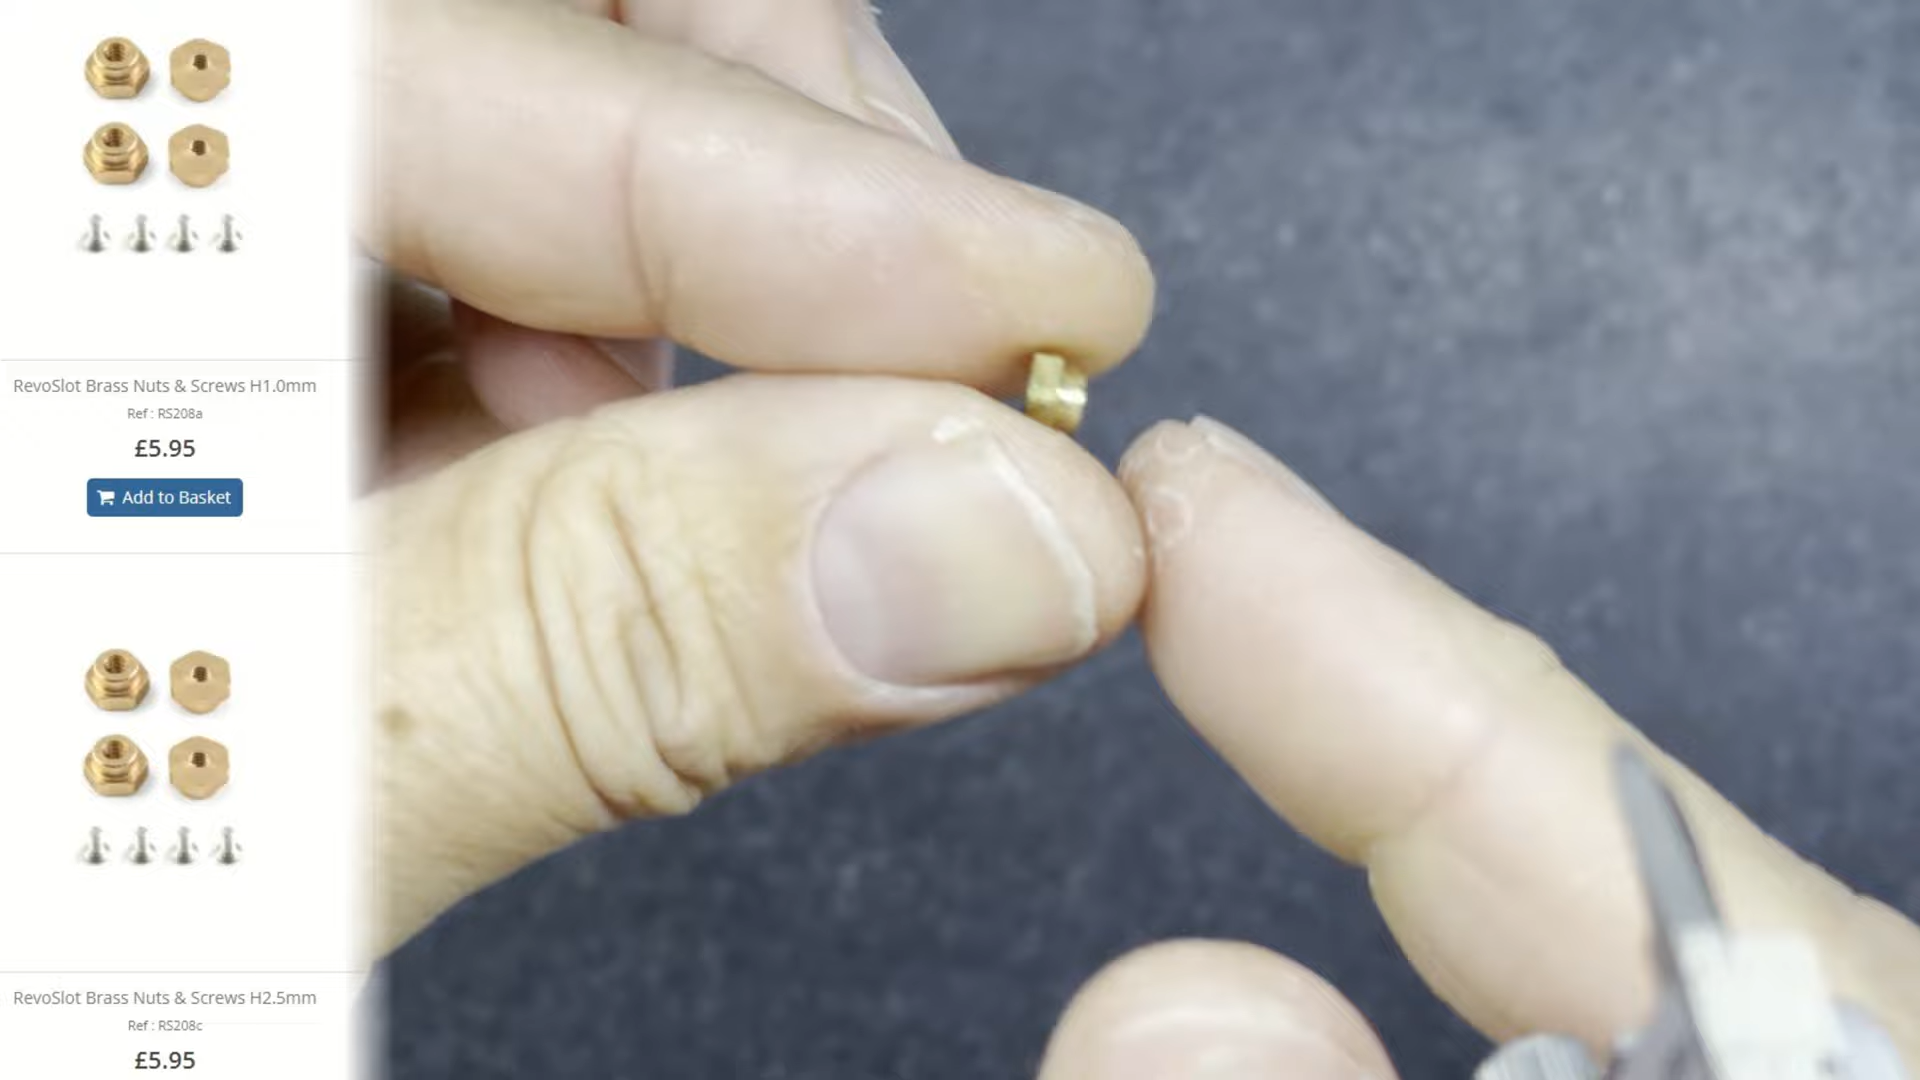 RevoSlot Brass Nuts & Screws H1.0mm
Ref : RS208a
£5.95
Add to Basket
RevoSlot Brass Nuts & Screws H2.5mm
Ref : RS208c
£5.95